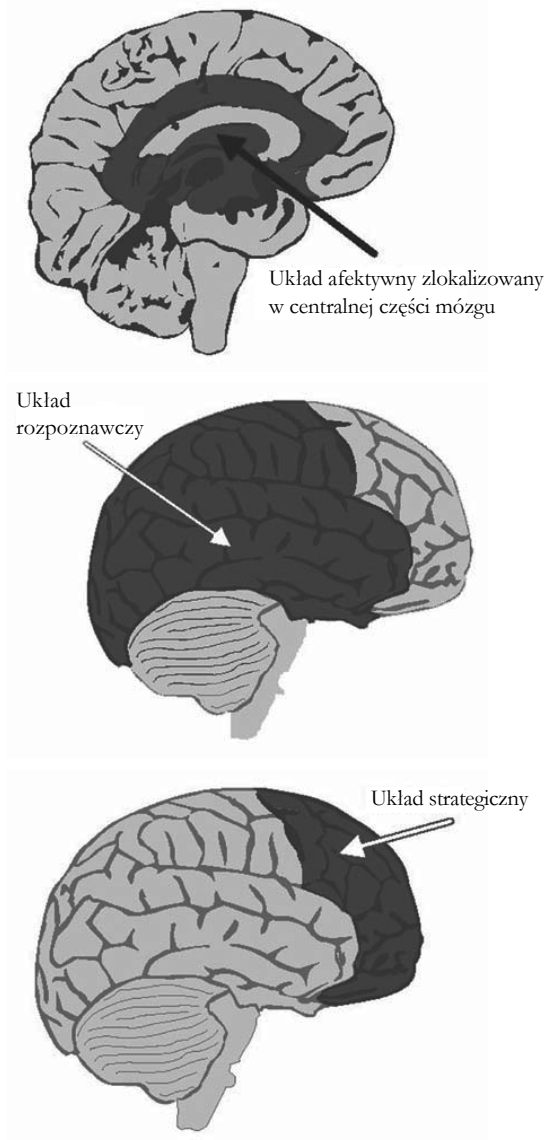 Układ afektywny zlokalizowany
w centralnej części mózgu
Układ
rozpoznawczy
Układ strategiczny